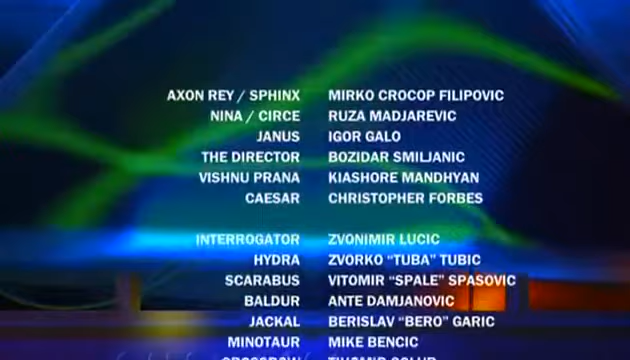 AXON REY / SPHINX MIRKO CROCOP FILIPOVIC
NINA / CIRCE RUZA MADJAREVIC
JANUS IGOR GALO
THE DIRECTOR BOZIDAR SMILJANIC
VISHNU PRANA KIASHORE MANDHYAN
CAESAR CHRISTOPHER FORBES
INTERROGATOR ZVONIMIR LUCIC
HYDRA ZVORKO "TUBA" TUBIC
SCARABUS VITOMIR "SPALE" SPASOVIC
BALDUR ANTE DAMJANOVIC
JACKAL BERISLAV "BERO" GARIC
MINOTAUR MIKE BENCIC